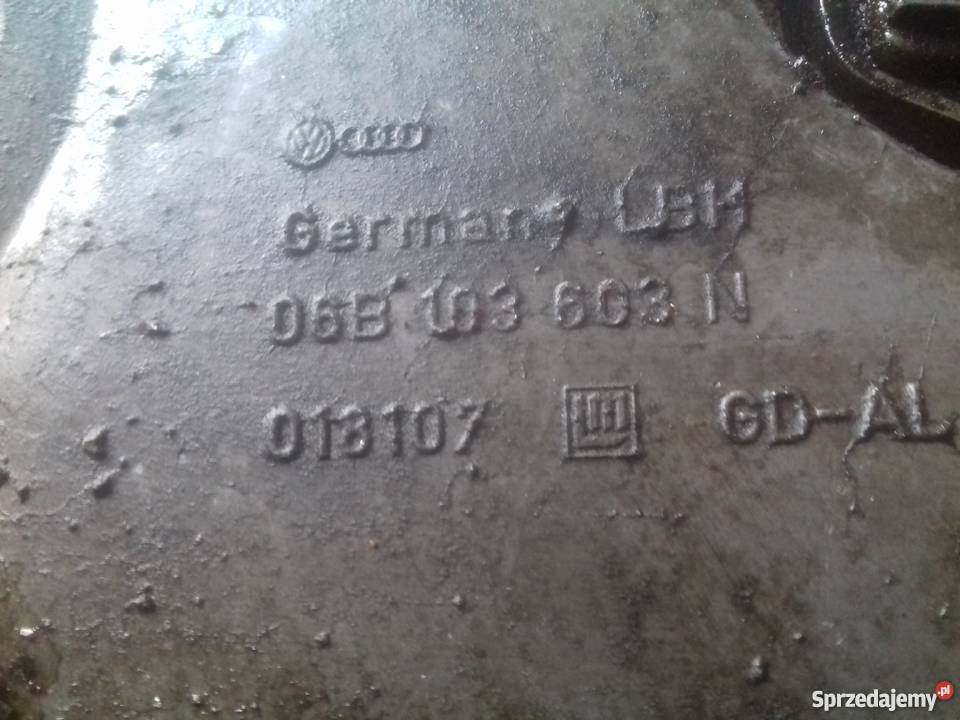 Germany LBH
06B 103 603 N
013107 GD-AL
Sprzedajemy.pl